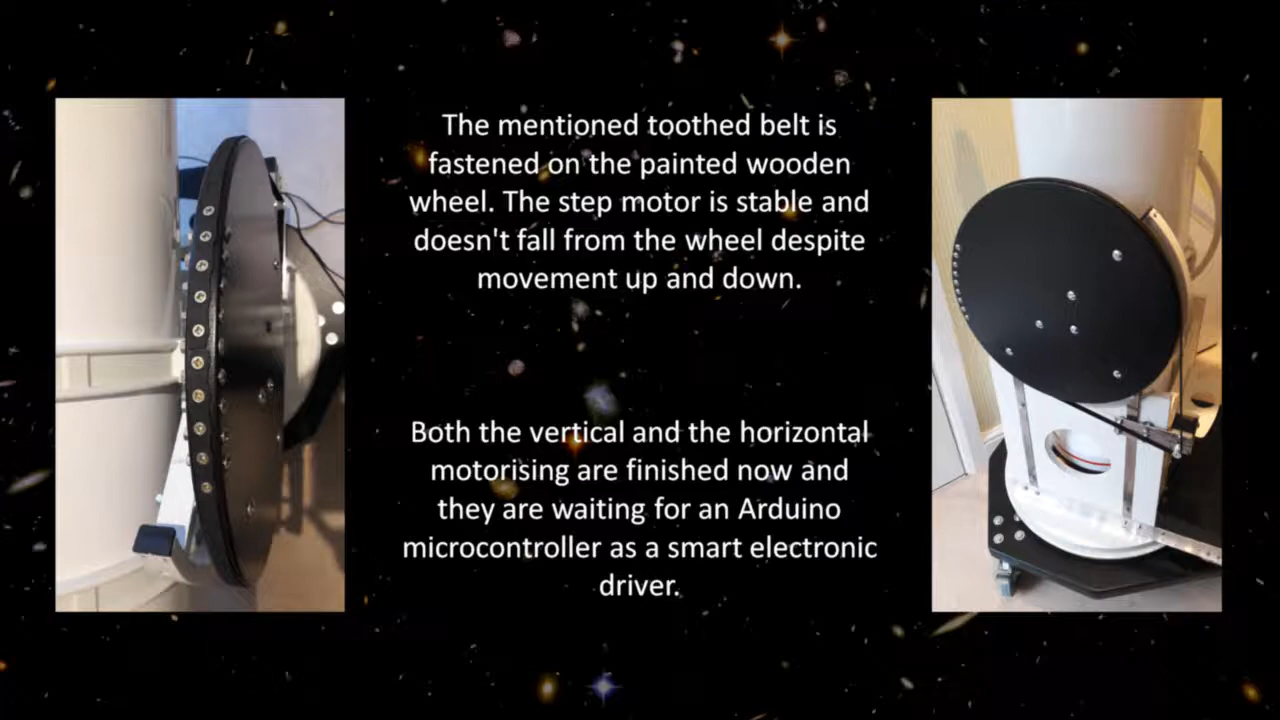 The mentioned toothed belt is
fastened on the painted wooden
wheel. The step motor is stable and
doesn't fall from the wheel despite
movement up and down.
Both the vertical and the horizontal
motorising are finished now and
they are waiting for an Arduino
microcontroller as a smart electronic
driver.